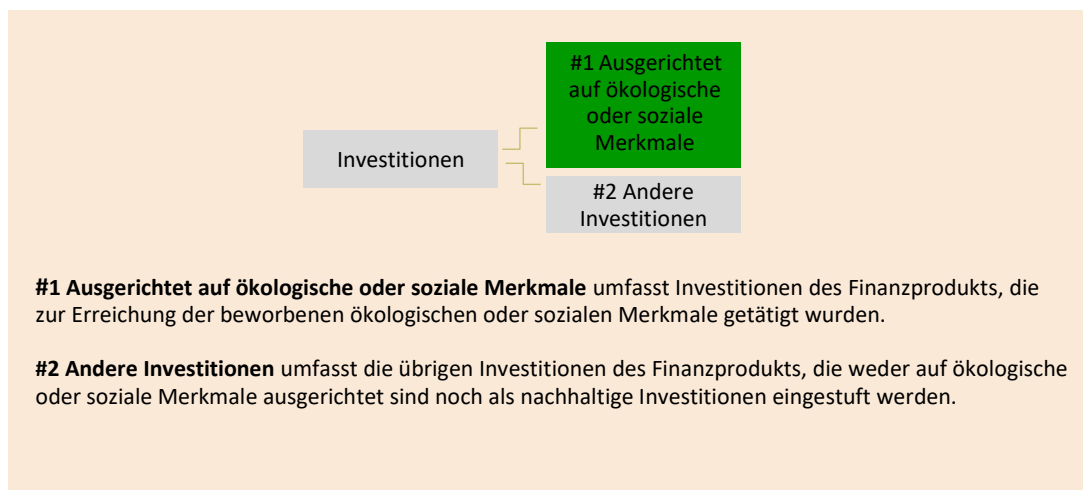 #1 Ausgerichtet
auf ökologische
oder soziale
Merkmale
Investitionen
#2 Andere
Investitionen
#1 Ausgerichtet auf ökologische oder soziale Merkmale umfasst Investitionen des Finanzprodukts, die
zur Erreichung der beworbenen ökologischen oder sozialen Merkmale getätigt wurden.
#2 Andere Investitionen umfasst die übrigen Investitionen des Finanzprodukts, die weder auf ökologische
oder soziale Merkmale ausgerichtet sind noch als nachhaltige Investitionen eingestuft werden.